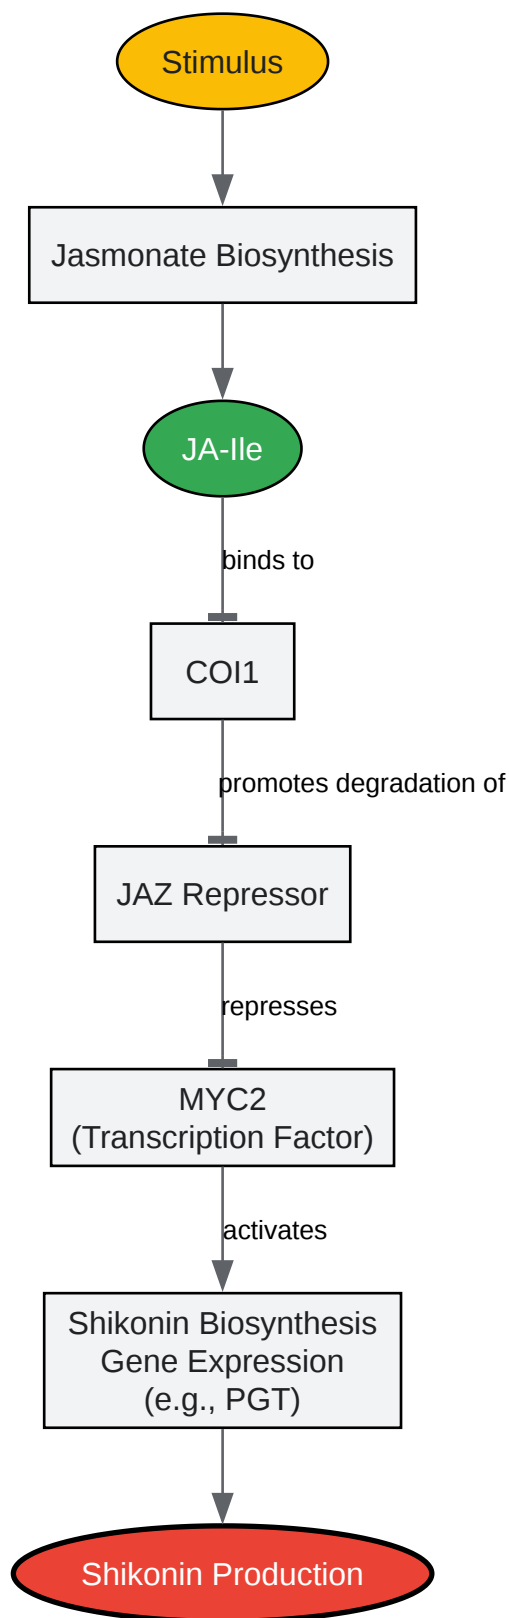 Stimulus
Jasmonate Biosynthesis
JA-Ile
binds to
COI1
promotes degradation of
JAZ Repressor
represses
MYC2
(Transcription Factor)
activates
Shikonin Biosynthesis
Gene Expression
(e.g., PGT)
Shikonin Production